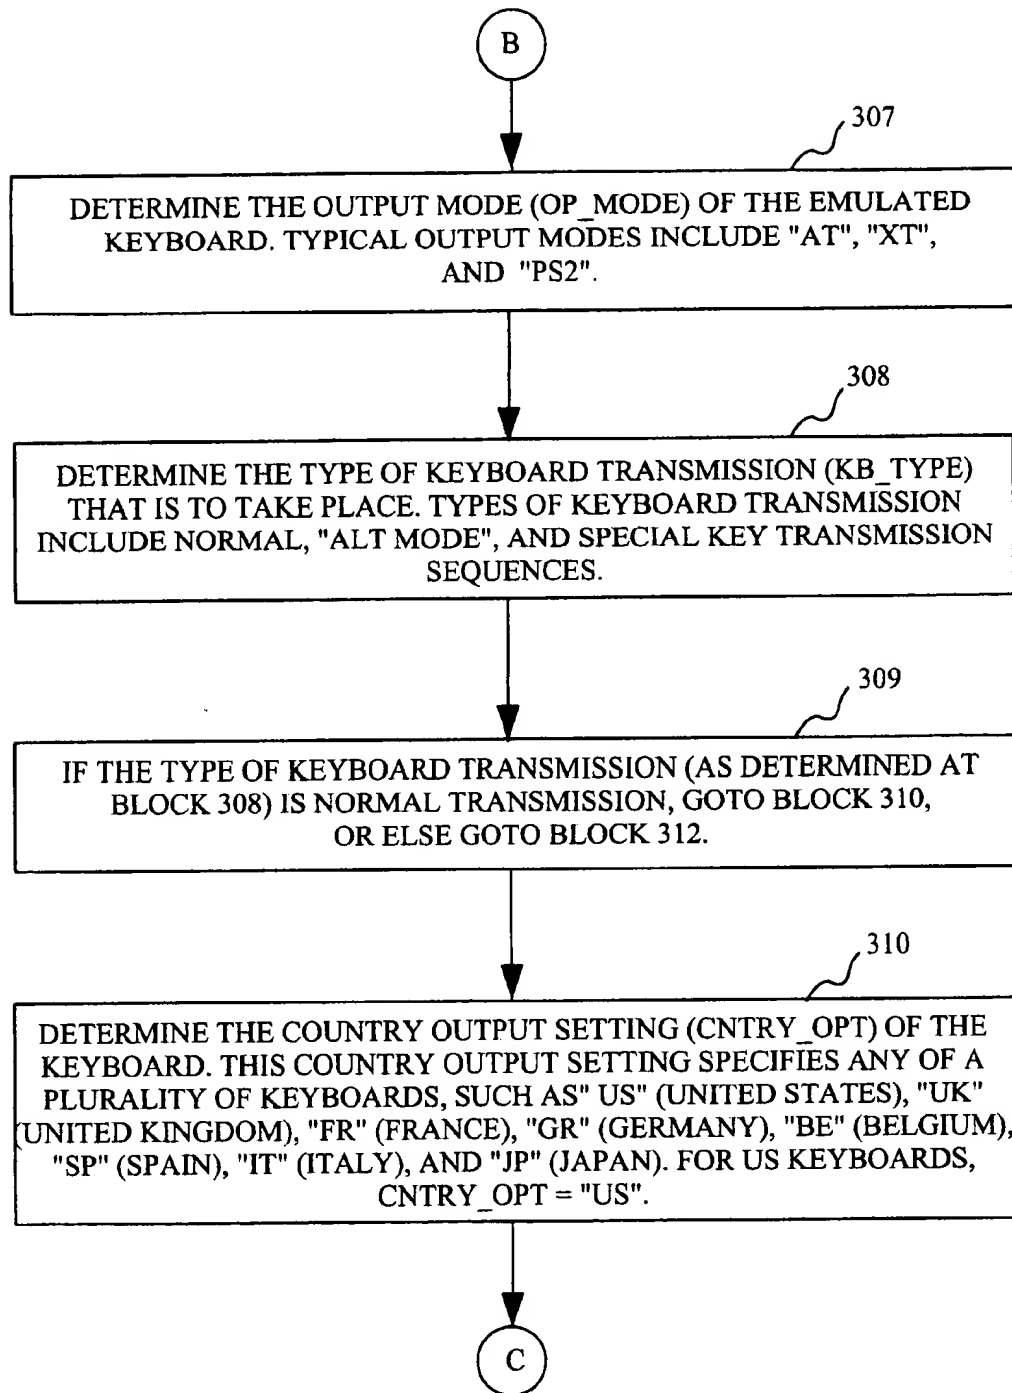 B
307
DETERMINE THE OUTPUT MODE (OP_MODE) OF THE EMULATED
KEYBOARD. TYPICAL OUTPUT MODES INCLUDE "AT", "XT",
AND "PS2".
308
DETERMINE THE TYPE OF KEYBOARD TRANSMISSION (KB_TYPE)
THAT IS TO TAKE PLACE. TYPES OF KEYBOARD TRANSMISSION
INCLUDE NORMAL, "ALT MODE", AND SPECIAL KEY TRANSMISSION
SEQUENCES.
309
IF THE TYPE OF KEYBOARD TRANSMISSION (AS DETERMINED AT
BLOCK 308) IS NORMAL TRANSMISSION, GOTO BLOCK 310,
OR ELSE GOTO BLOCK 312.
310
DETERMINE THE COUNTRY OUTPUT SETTING (CNTRY_OPT) OF THE
KEYBOARD. THIS COUNTRY OUTPUT SETTING SPECIFIES ANY OF A
PLURALITY OF KEYBOARDS, SUCH AS" US" (UNITED STATES), "UK"
(UNITED KINGDOM), "FR" (FRANCE), "GR" (GERMANY), "BE" (BELGIUM),
"SP" (SPAIN), "IT" (ITALY), AND "JP" (JAPAN). FOR US KEYBOARDS,
CNTRY_OPT = "US".
C